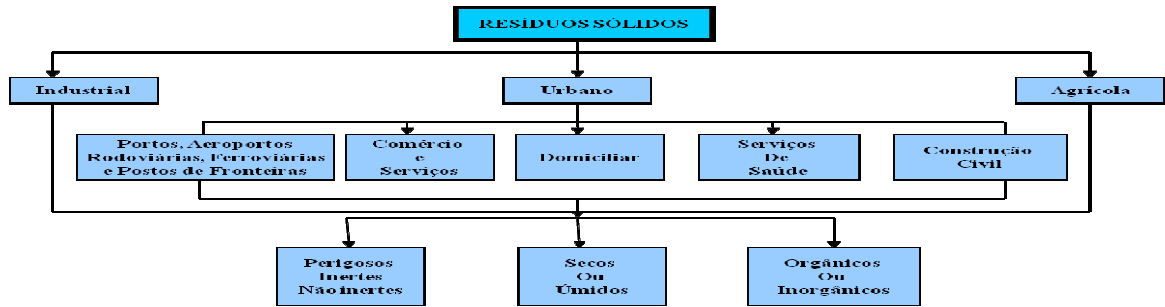 RESÍDUOS SÓLIDOS
Industrial
Urbano
Agrícola
Portos, Aeroportos
Rodoviárias, Ferroviárias
e Postos de Fronteiras
Comércio
e
Serviços
Domiciliar
Serviços
De
Saúde
Construção
Civil
Perigosos
Inertes
Não inertes
Secos
Ou
Úmidos
Orgânicos
Ou
Inorgânicos